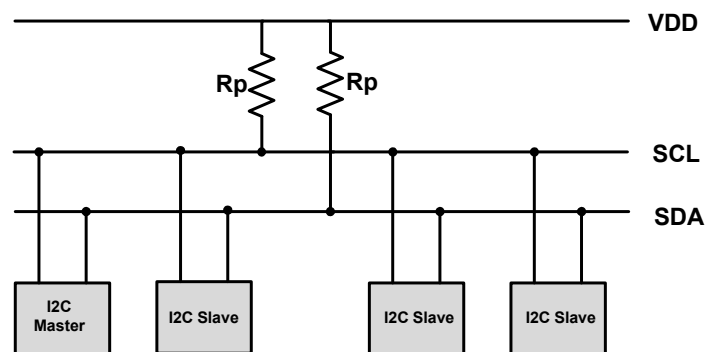 VDD
Rp
Rp
SCL
SDA
I2C
Master
I2C Slave
I2C Slave
I2C Slave